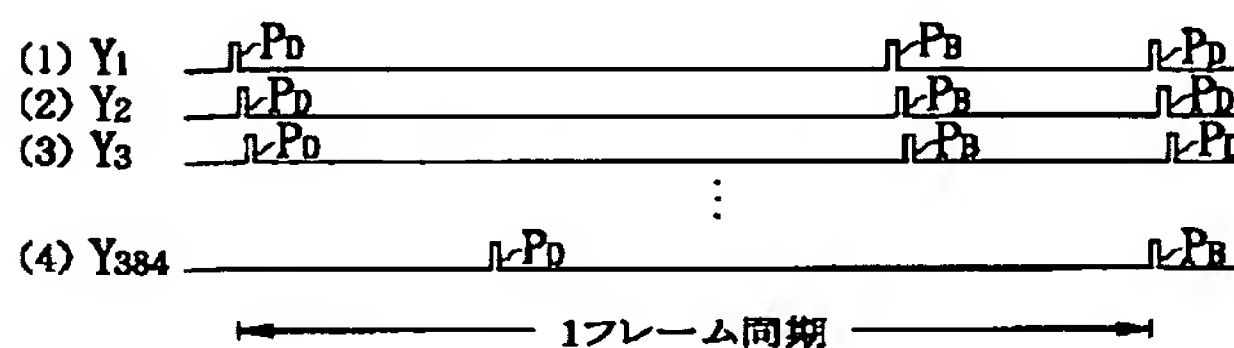 (1) Y1 PD PB PD
(2) Y2 PD PB PD
(3) Y3 PD PB PD
⋮
(4) Y384 PD PB
1フレーム同期